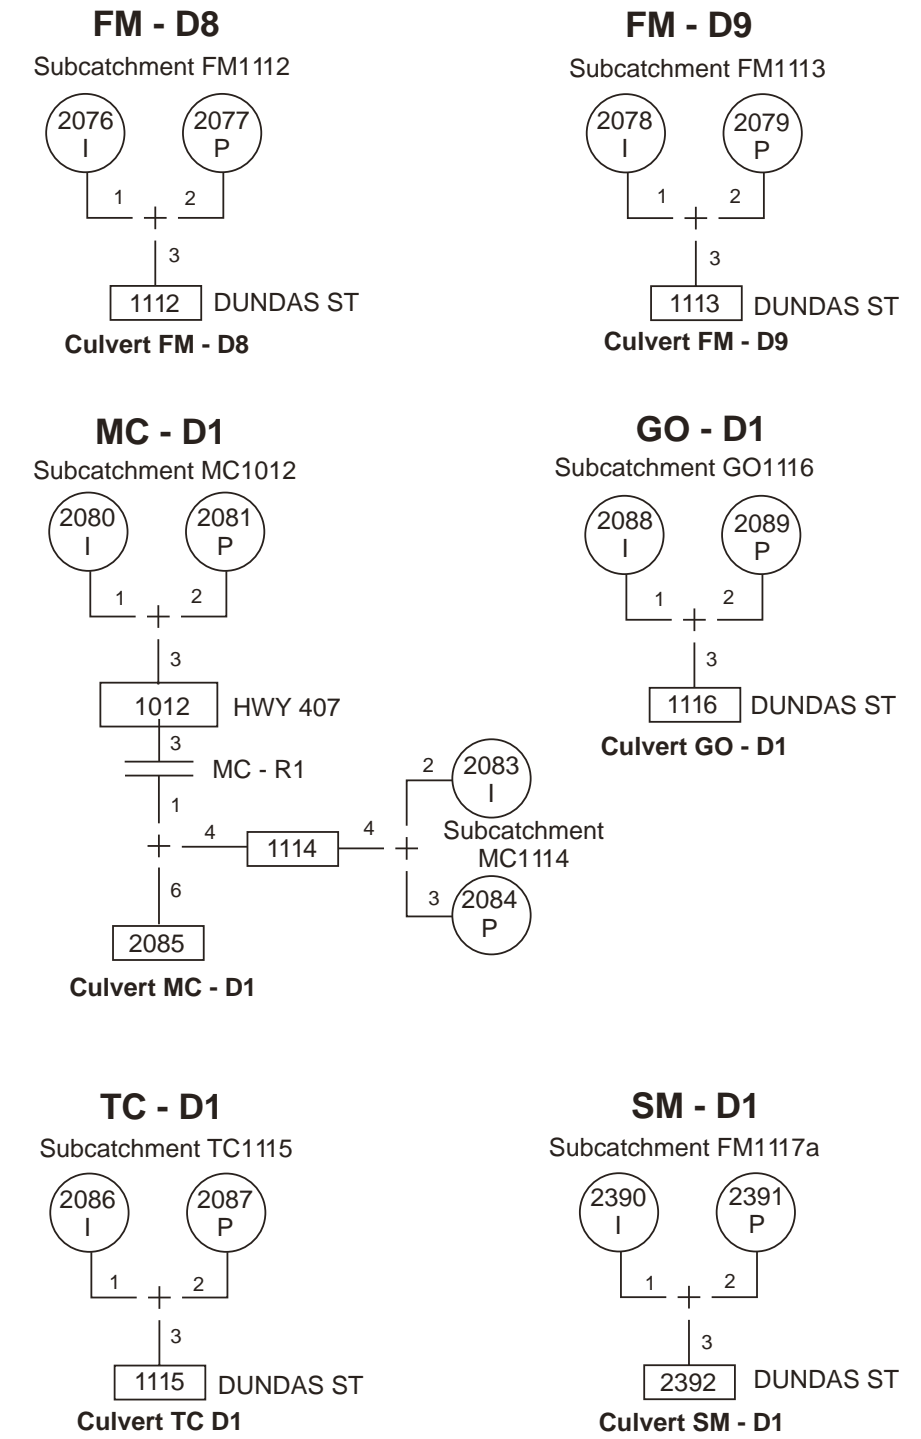 FM - D8
Subcatchment FM1112
2076
I
2077
P
1
2
3
1112
DUNDAS ST
Culvert FM - D8
FM - D9
Subcatchment FM1113
2078
I
2079
P
1
2
3
1113
DUNDAS ST
Culvert FM - D9
MC - D1
Subcatchment MC1012
2080
I
2081
P
1
2
3
1012
HWY 407
3
MC - R1
1
4
1114
4
2
2083
I
Subcatchment
MC1114
3
2084
P
6
2085
Culvert MC - D1
GO - D1
Subcatchment GO1116
2088
I
2089
P
1
2
3
1116
DUNDAS ST
Culvert GO - D1
TC - D1
Subcatchment TC1115
2086
I
2087
P
1
2
3
1115
DUNDAS ST
Culvert TC D1
SM - D1
Subcatchment FM1117a
2390
I
2391
P
1
2
3
2392
DUNDAS ST
Culvert SM - D1